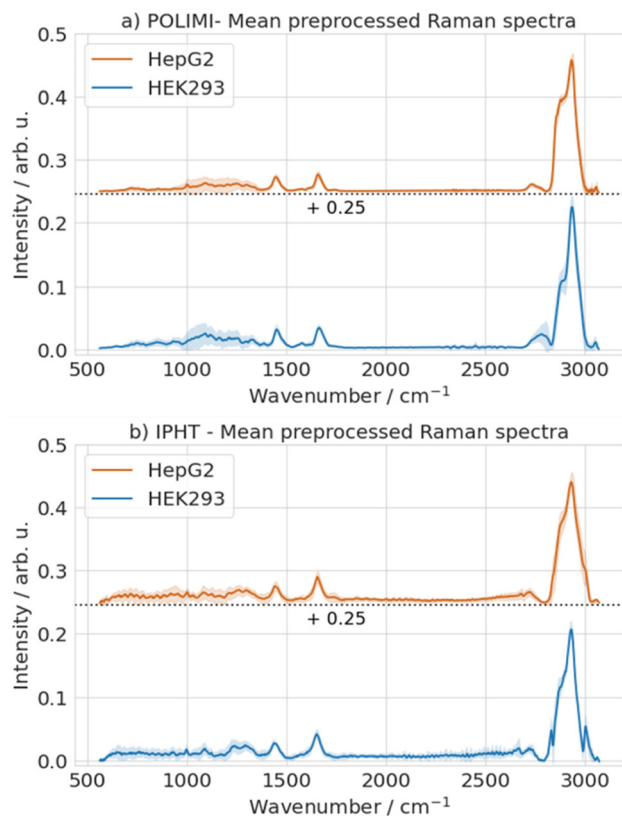 a) POLIMI- Mean preprocessed Raman spectra
0.5
HepG2
HEK293
0.4
0.3
+ 0.25
0.2
0.1
0.0
Intensity / arb. u.
500 1000 1500 2000 2500 3000
Wavenumber / cm⁻¹
b) IPHT - Mean preprocessed Raman spectra
0.5
HepG2
HEK293
0.4
0.3
+ 0.25
0.2
0.1
0.0
Intensity / arb. u.
500 1000 1500 2000 2500 3000
Wavenumber / cm⁻¹